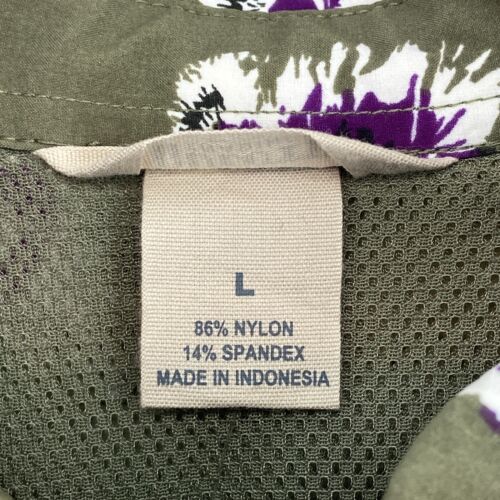 L
86% NYLON
14% SPANDEX
MADE IN INDONESIA